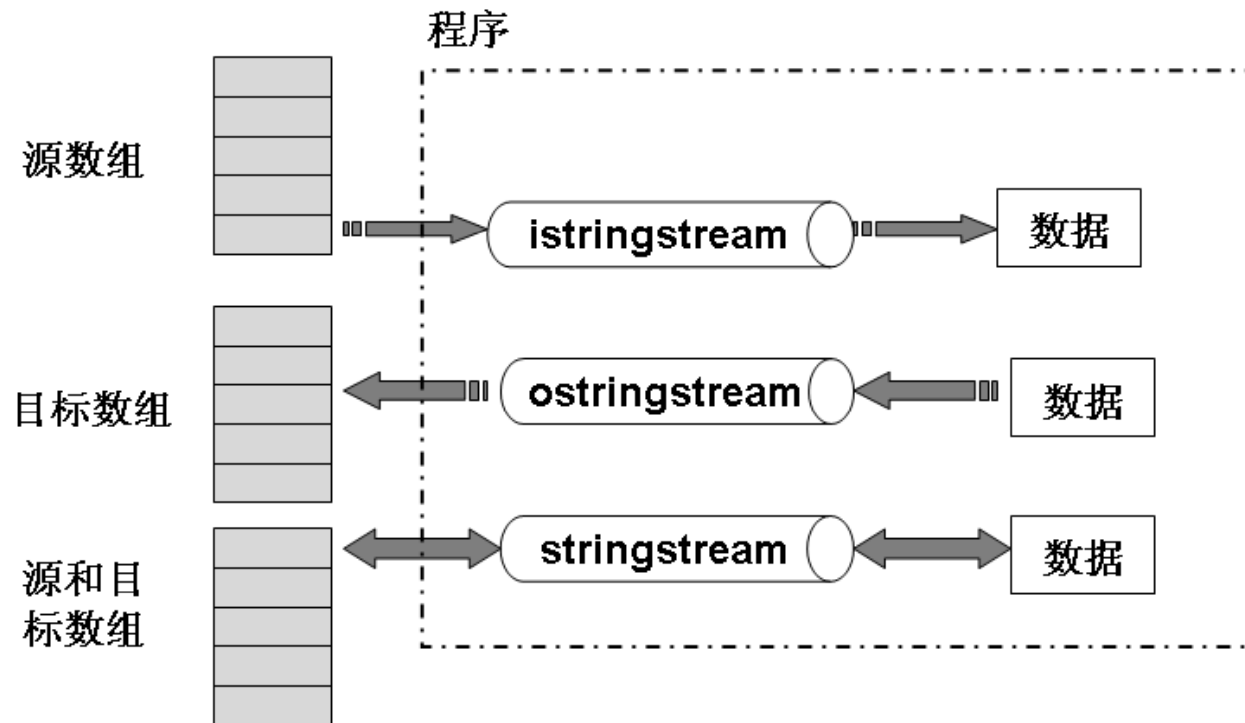 程序
源数组
istringstream
数据
目标数组
ostringstream
数据
源和目
标数组
stringstream
数据